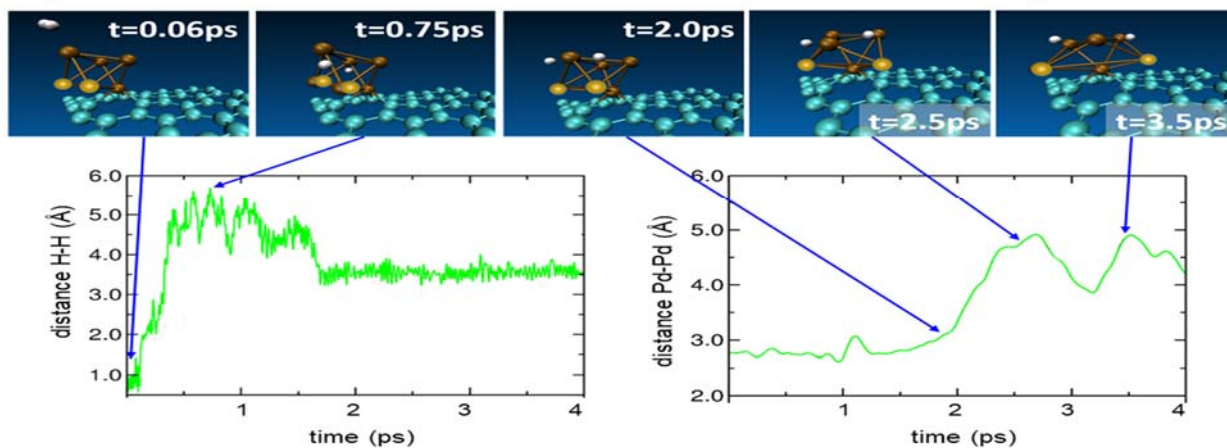 t=0.06ps
t=0.75ps
t=2.0ps
t=2.5ps
t=3.5ps
distance H-H (Å)
6.0
5.0
4.0
3.0
2.0
1.0
1
2
3
4
time (ps)
distance Pd-Pd (Å)
6.0
5.0
4.0
3.0
2.0
1
2
3
4
time (ps)